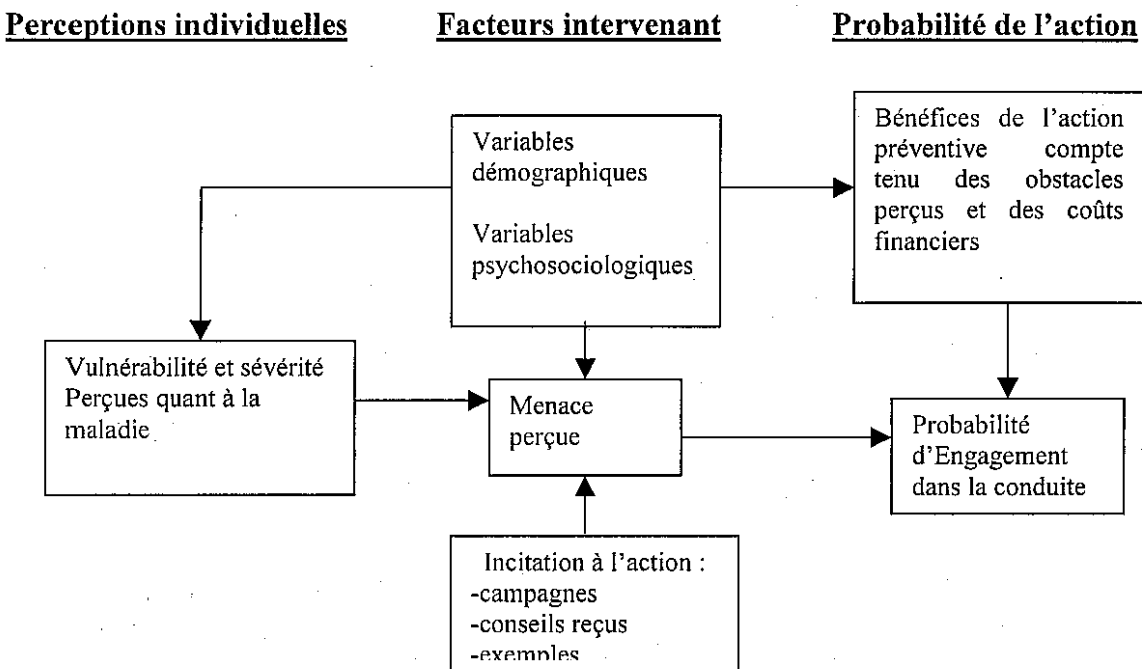 Perceptions individuelles
Facteurs intervenant
Probabilité de l'action
Variables
démographiques
Variables
psychosociologiques
Bénéfices de l'action
préventive compte
tenu des obstacles
perçus et des coûts
financiers
Vulnérabilité et sévérité
Perçues quant à la
maladie
Menace
perçue
Probabilité
d'Engagement
dans la conduite
Incitation à l'action :
-campagnes
-conseils reçus
-exemples